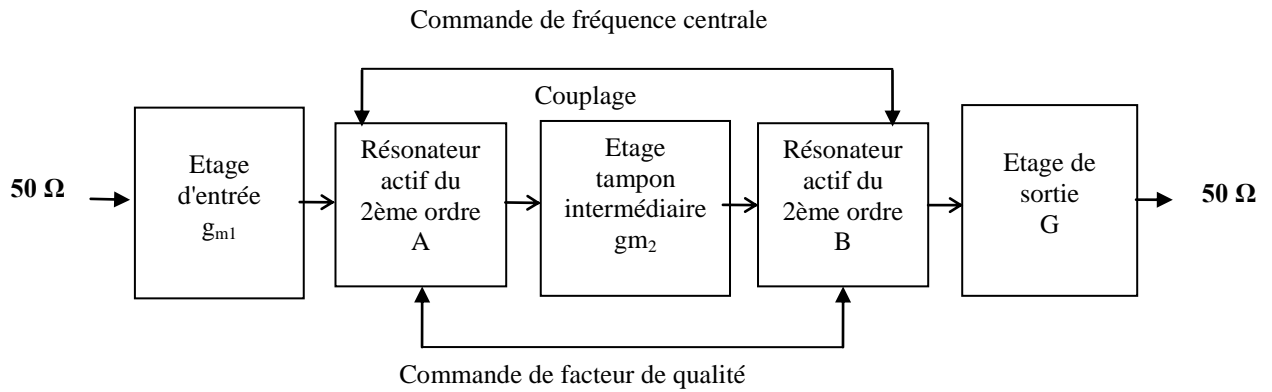 Commande de fréquence centrale
Couplage
50 Ω
Etage
d'entrée
gm1
Résonateur
actif du
2ème ordre
A
Etage
tampon
intermédiaire
gm2
Résonateur
actif du
2ème ordre
B
Etage de
sortie
G
50 Ω
Commande de facteur de qualité